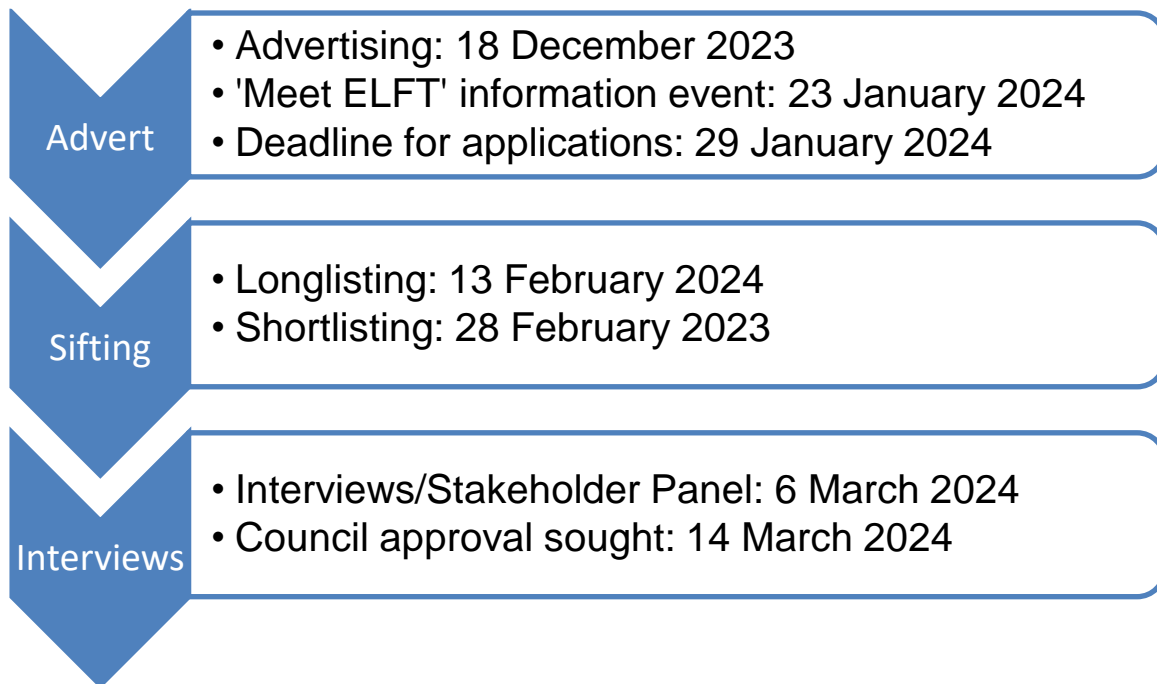 Advert
• Advertising: 18 December 2023
• 'Meet ELFT' information event: 23 January 2024
• Deadline for applications: 29 January 2024
Sifting
• Longlisting: 13 February 2024
• Shortlisting: 28 February 2023
Interviews
• Interviews/Stakeholder Panel: 6 March 2024
• Council approval sought: 14 March 2024